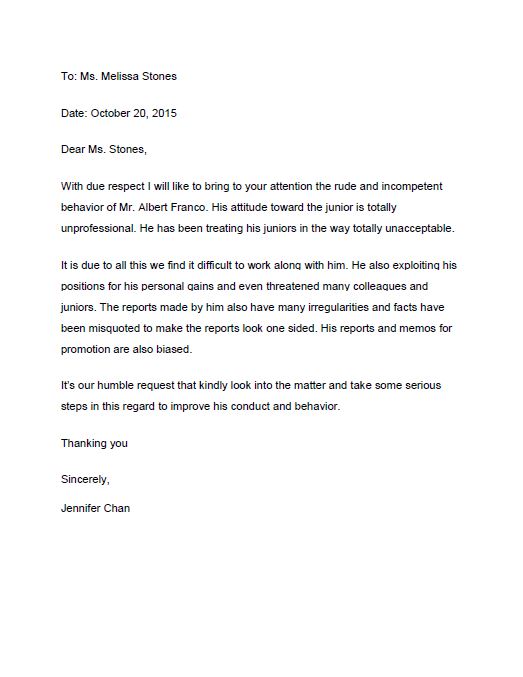 To: Ms. Melissa Stones
Date: October 20, 2015
Dear Ms. Stones,
With due respect I will like to bring to your attention the rude and incompetent
behavior of Mr. Albert Franco. His attitude toward the junior is totally
unprofessional. He has been treating his juniors in the way totally unacceptable.
It is due to all this we find it difficult to work along with him. He also exploiting his
positions for his personal gains and even threatened many colleagues and
juniors. The reports made by him also have many irregularities and facts have
been misquoted to make the reports look one sided. His reports and memos for
promotion are also biased.
It's our humble request that kindly look into the matter and take some serious
steps in this regard to improve his conduct and behavior.
Thanking you
Sincerely,
Jennifer Chan